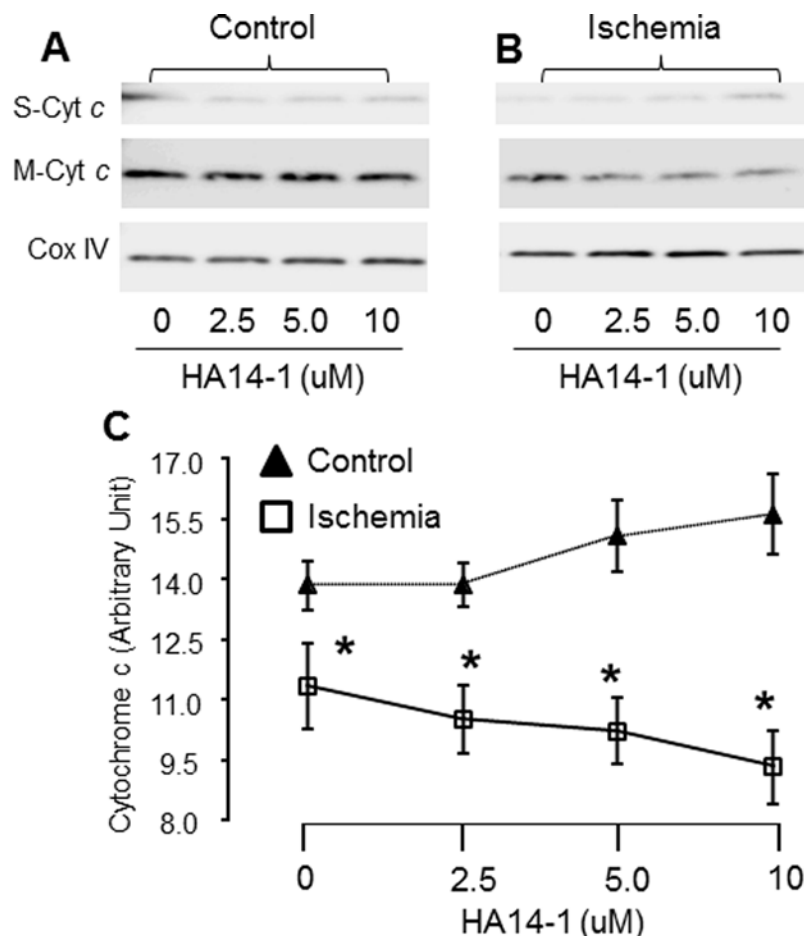 A Control
B Ischemia
S-Cyt c
M-Cyt c
Cox IV
0 2.5 5.0 10
HA14-1 (uM)
0 2.5 5.0 10
HA14-1 (uM)
C
▲ Control
□ Ischemia
Cytochrome c (Arbitrary Unit)
17.0
15.5
14.0
12.5
11.0
9.5
8.0
* * * *
0 2.5 5.0 10
HA14-1 (uM)